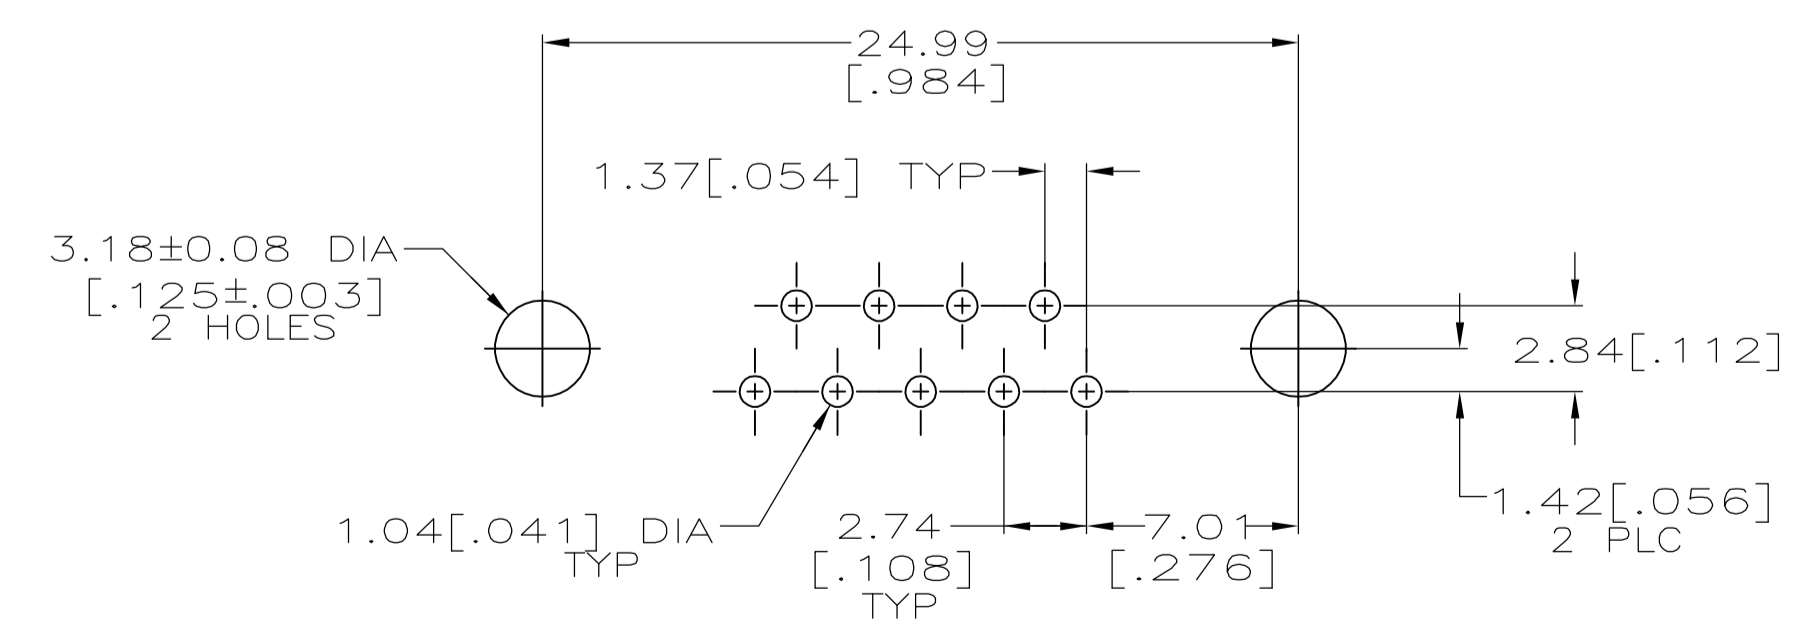 24.99
[.984]
1.37[.054] TYP
3.18±0.08 DIA
[.125±.003]
2 HOLES
2.84[.112]
1.42[.056]
2 PLC
1.04[.041] DIA
TYP
2.74
[.108]
TYP
7.01
[.276]